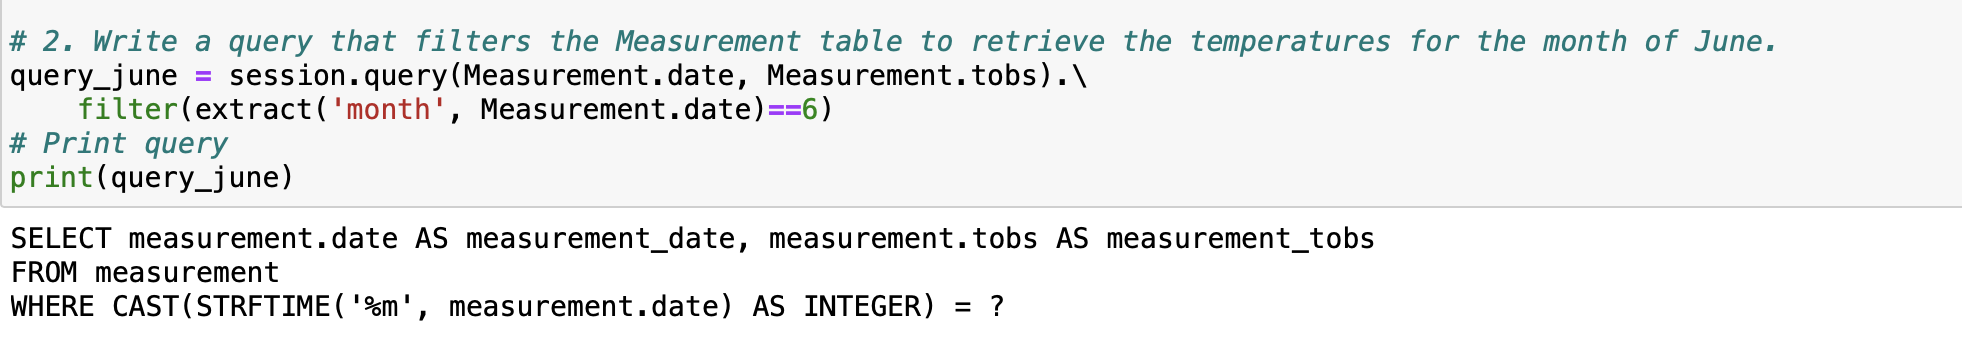 # 2. Write a query that filters the Measurement table to retrieve the temperatures for the month of June.
query_june = session.query(Measurement.date, Measurement.tobs).\
    filter(extract('month', Measurement.date)==6)
# Print query
print(query_june)
SELECT measurement.date AS measurement_date, measurement.tobs AS measurement_tobs
FROM measurement
WHERE CAST(STRFTIME('%m', measurement.date) AS INTEGER) = ?